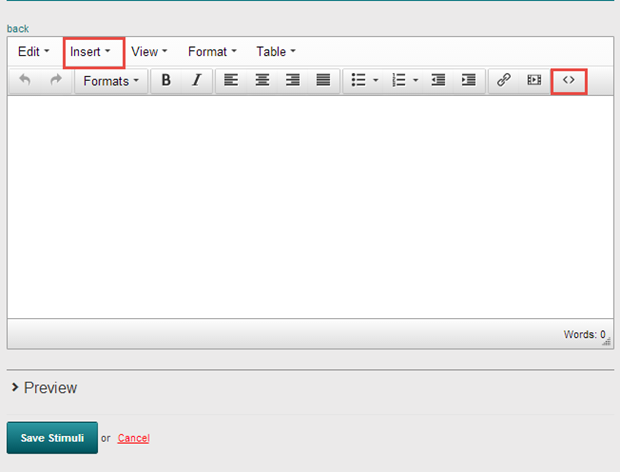 back
Edit Insert View Format Table
Formats B I
Words: 0
Preview
Save Stimuli or Cancel